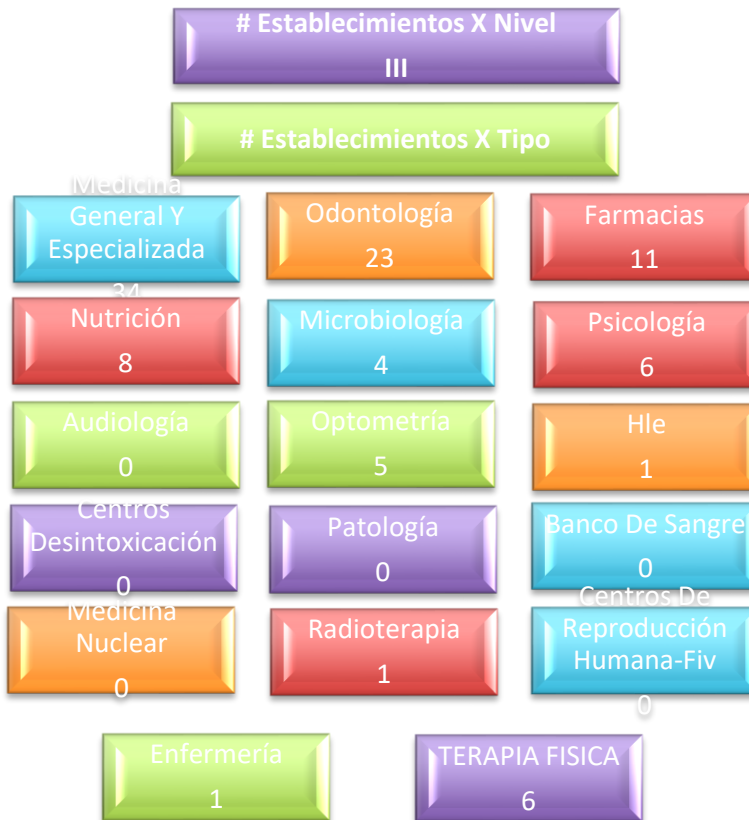 # Establecimientos X Nivel
III
# Establecimientos X Tipo
Medicina
General Y
Especializada
34
Odontología
23
Farmacias
11
Nutrición
8
Microbiología
4
Psicología
6
Audiología
0
Optometría
5
Hle
1
Centros
Desintoxicación
0
Patología
0
Banco De Sangre
0
Medicina
Nuclear
0
Radioterapia
1
Centros De
Reproducción
Humana-Fiv
0
Enfermería
1
TERAPIA FISICA
6